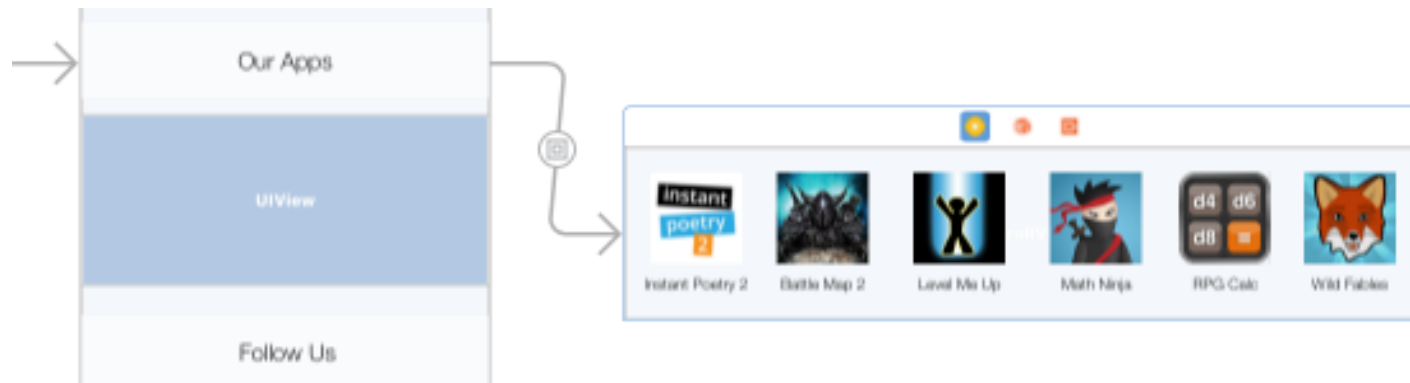 Our Apps
UIView
Follow Us
instant
poetry
2
d4 d6
d8 =
Instant Poetry 2
Battle Map 2
Level Me Up
Math Ninja
RPG Calc
Wild Fables